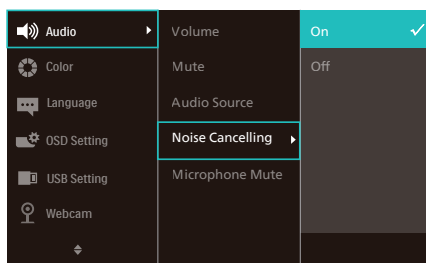 Audio
Color
Language
OSD Setting
USB Setting
Webcam
Volume
Mute
Audio Source
Noise Cancelling
Microphone Mute
On
Off